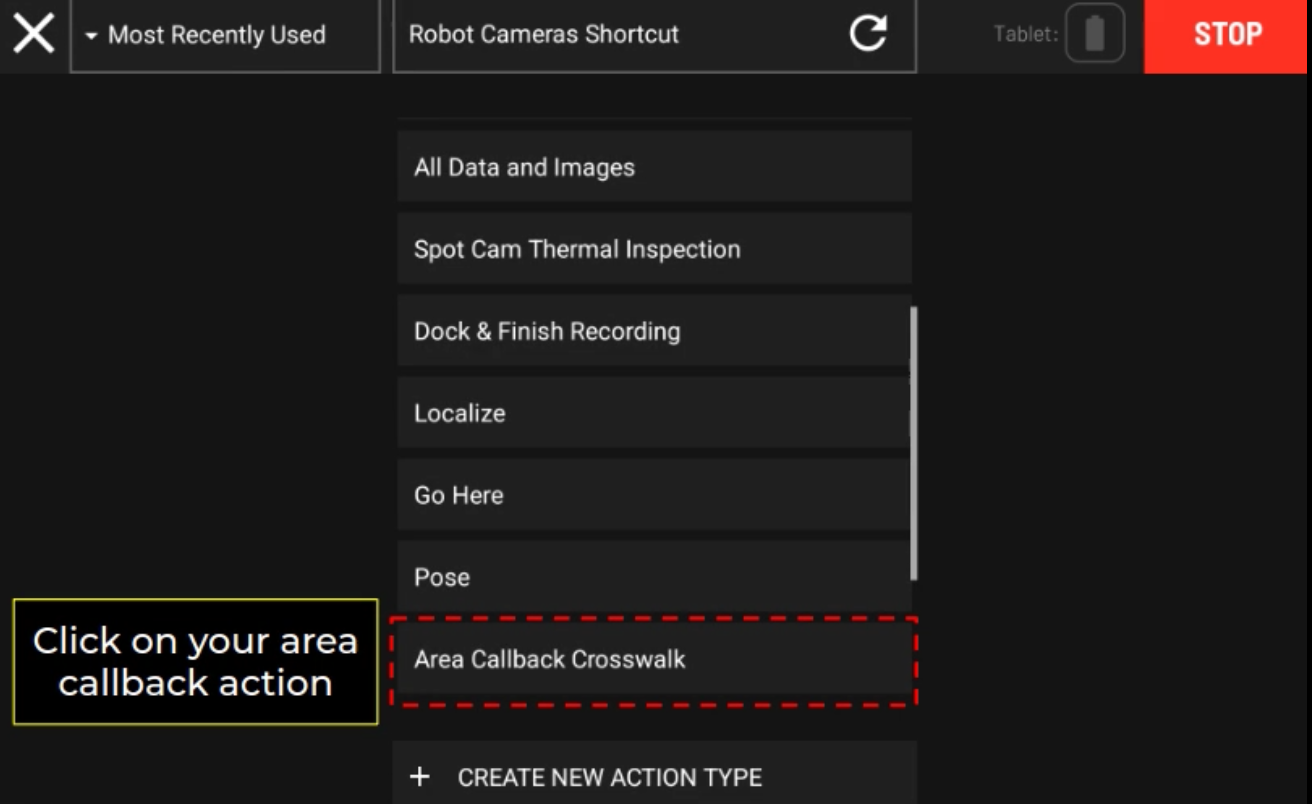 Most Recently Used
Robot Cameras Shortcut
Tablet:
STOP
All Data and Images
Spot Cam Thermal Inspection
Dock & Finish Recording
Localize
Go Here
Pose
Click on your area
callback action
Area Callback Crosswalk
+ CREATE NEW ACTION TYPE